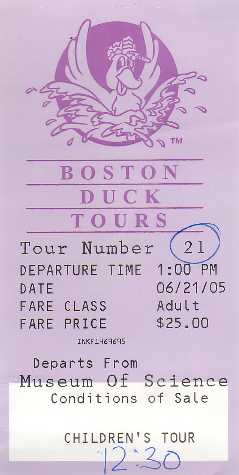 TM
BOSTON
DUCK
TOURS
Tour Number 21
DEPARTURE TIME 1:00 PM
DATE 06/21/05
FARE CLASS Adult
FARE PRICE $25.00
Departs From
Museum Of Science
Conditions of Sale
CHILDREN'S TOUR
12:30